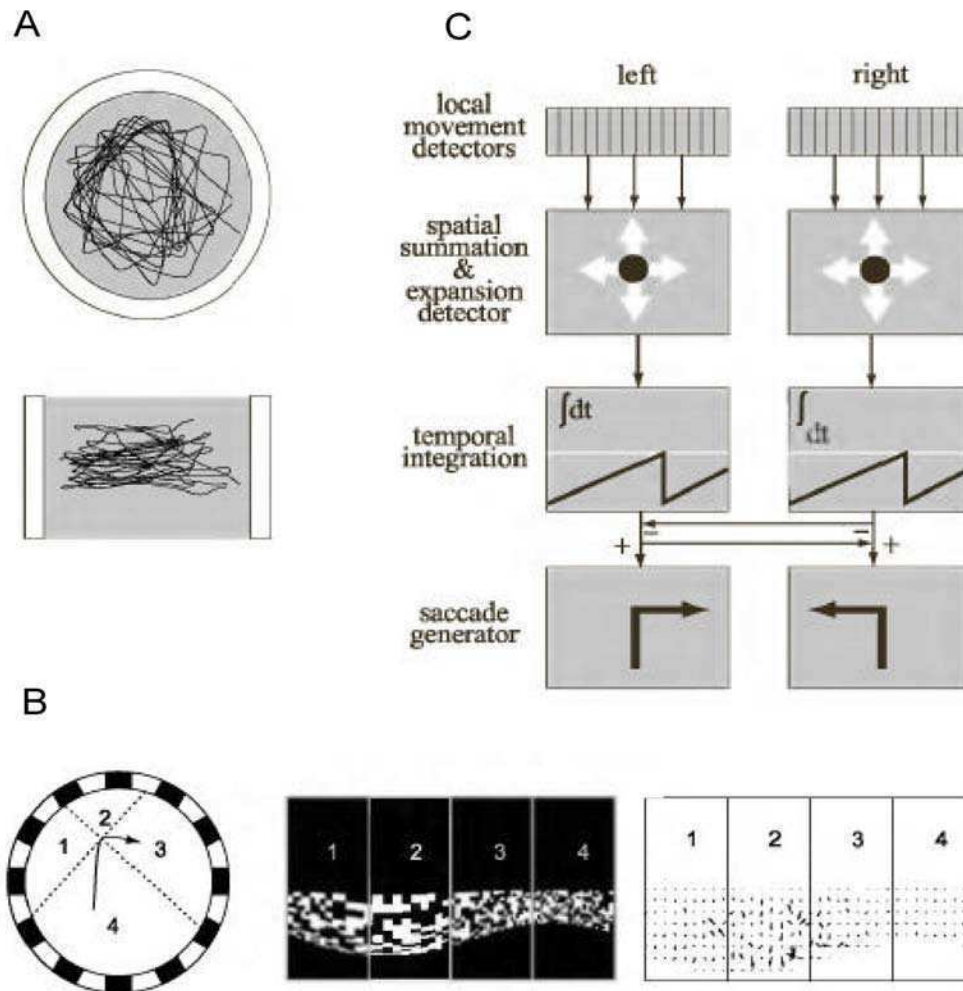 A
C
left
right
local
movement
detectors
spatial
summation
&
expansion
detector
temporal
integration
∫dt
∫
dt
− −
+ +
saccade
generator
B
2
1
3
4
1 2 3 4
1 2 3 4